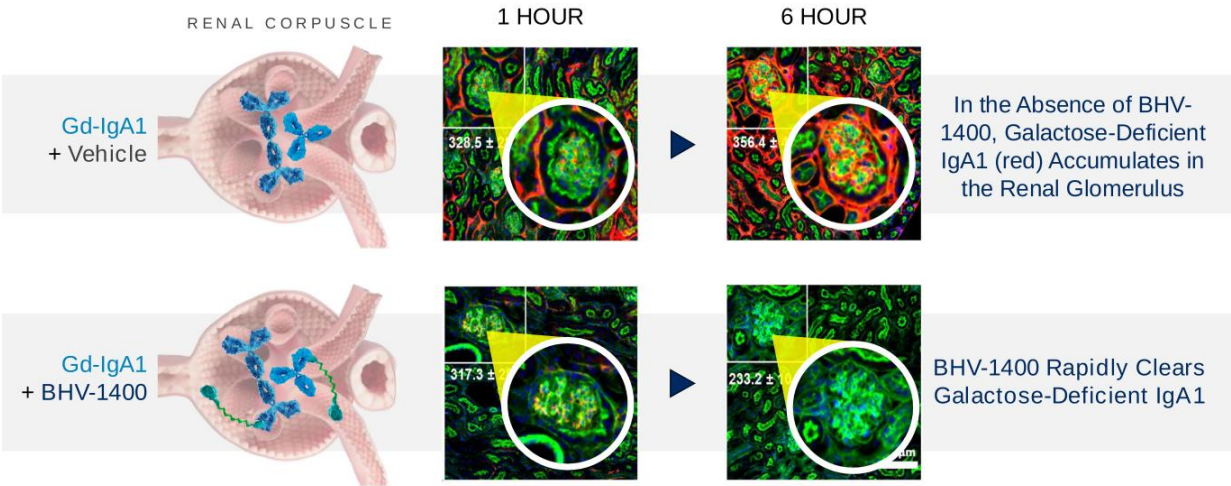 RENAL CORPUSCLE
1 HOUR
6 HOUR
Gd-IgA1
+ Vehicle
328.5 ±
356.4 ±
In the Absence of BHV-
1400, Galactose-Deficient
IgA1 (red) Accumulates in
the Renal Glomerulus
Gd-IgA1
+ BHV-1400
317.3 ±
233.2 ±
BHV-1400 Rapidly Clears
Galactose-Deficient IgA1